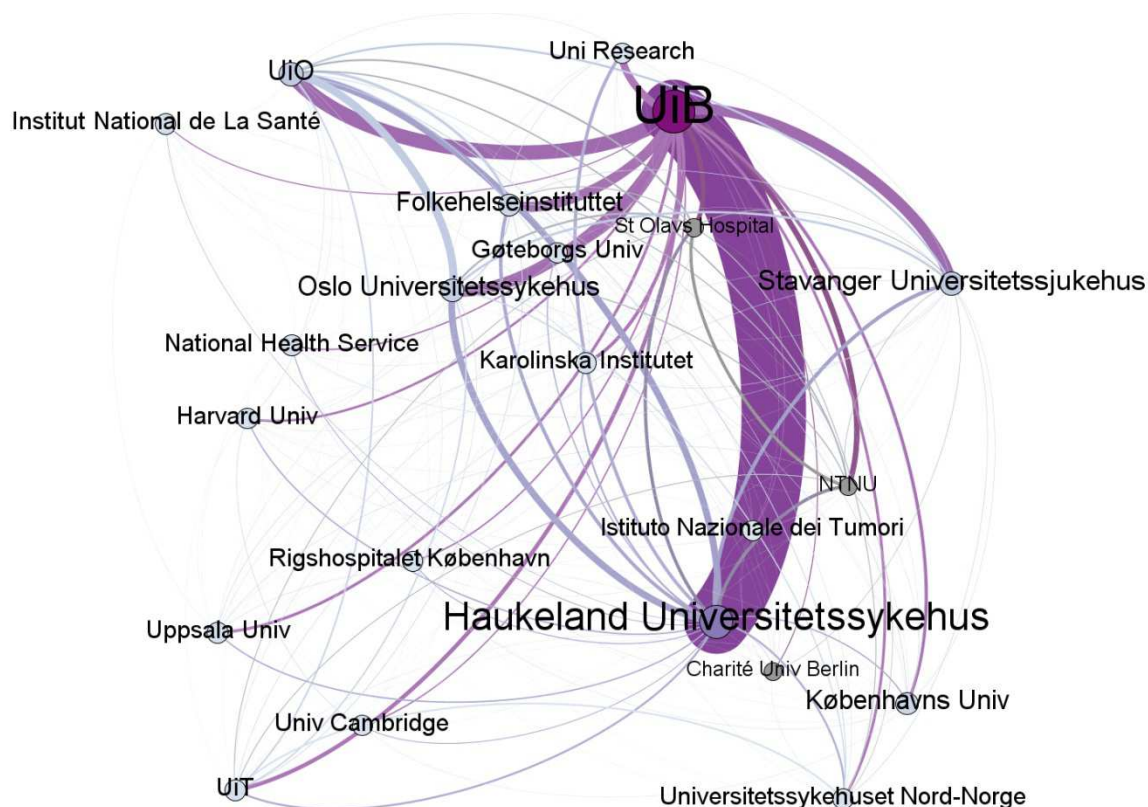 Uni Research
UiO
UiB
Institut National de La Santé
Folkehelseinstituttet
St Olavs Hospital
Gøteborgs Univ
Stavanger Universitetssjukehus
Oslo Universitetssykehus
National Health Service
Karolinska Institutet
Harvard Univ
NTNU
Istituto Nazionale dei Tumori
Rigshospitalet København
Haukeland Universitetssykehus
Uppsala Univ
Charité Univ Berlin
Københavns Univ
Univ Cambridge
UiT
Universitetssykehuset Nord-Norge